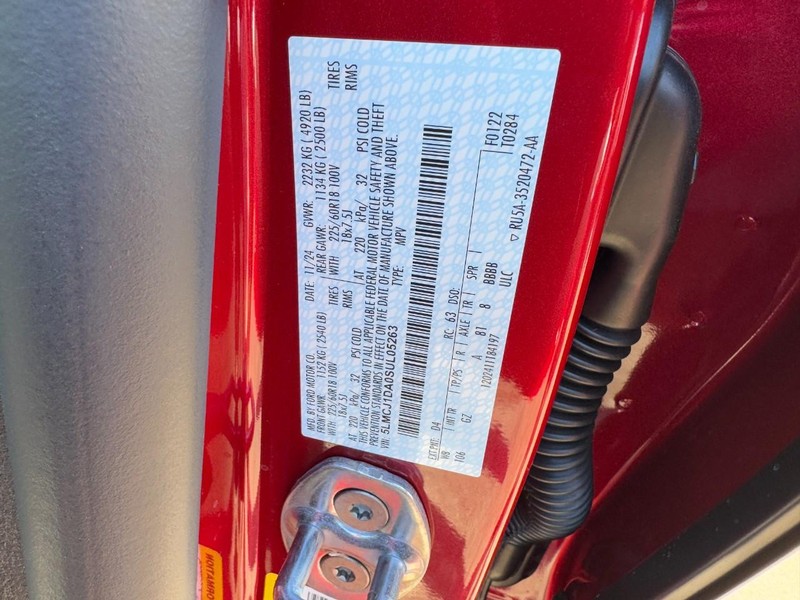 MFD. BY FORD MOTOR CO.
DATE: 11/24 GVWR: 2232 KG ( 4920 LB)
FRONT GAWR: 1152 KG ( 2540 LB) REAR GAWR: 1134 KG ( 2500 LB)
WITH 225/60R18 100V TIRES WITH 225/60R18 100V TIRES
18x7.5J RIMS 18x7.5J RIMS
AT 220 kPa/ 32 PSI COLD AT 220 kPa/ 32 PSI COLD
THIS VEHICLE CONFORMS TO ALL APPLICABLE FEDERAL MOTOR VEHICLE SAFETY AND THEFT
PREVENTION STANDARDS IN EFFECT ON THE DATE OF MANUFACTURE SHOWN ABOVE.
VIN: 5LMCJ1DA0SUL05263 TYPE: MPV
EXT PNT: D4 RC: 63 DSO: F0122
WB INT TR TP/PS R AXLE TR SPR T0284
106 GZ A B1 8 BBBB
ULC ▽ RU5A-3520472-AA
12024111184197